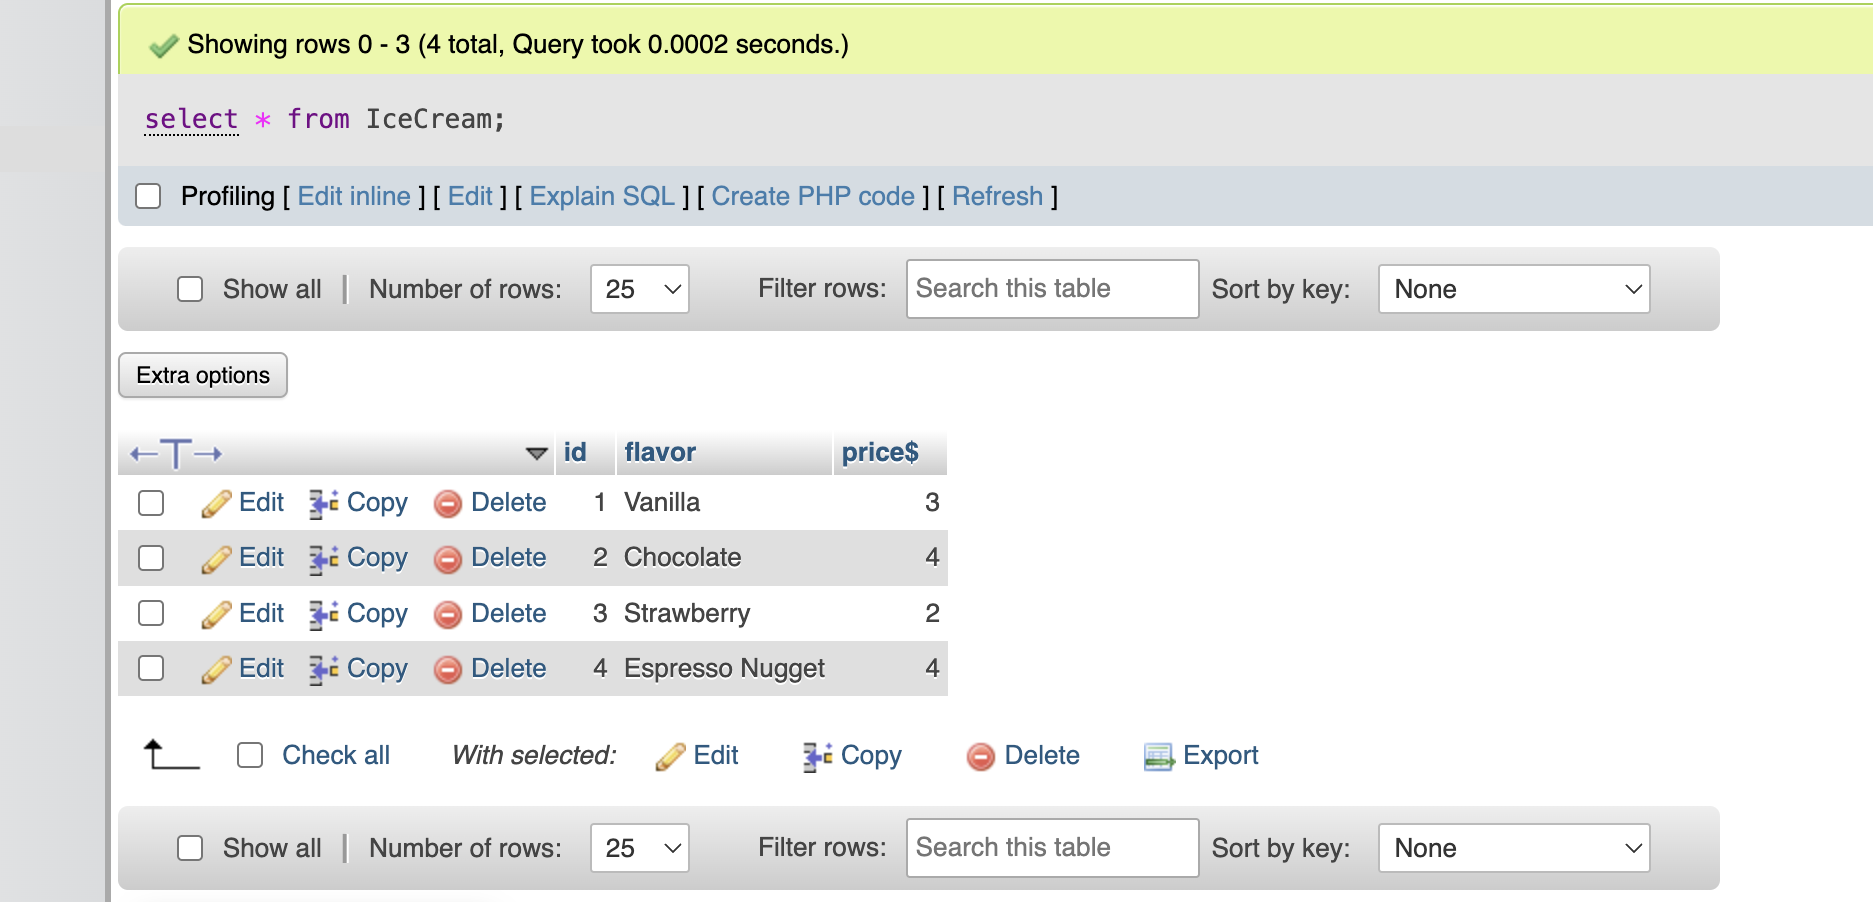 Showing rows 0 - 3 (4 total, Query took 0.0002 seconds.)
select * from IceCream;
Profiling [ Edit inline ] [ Edit ] [ Explain SQL ] [ Create PHP code ] [ Refresh ]
Show all | Number of rows: 25 Filter rows: Search this table Sort by key: None
Extra options
←T→ id flavor price$
Edit Copy Delete 1 Vanilla 3
Edit Copy Delete 2 Chocolate 4
Edit Copy Delete 3 Strawberry 2
Edit Copy Delete 4 Espresso Nugget 4
Check all With selected: Edit Copy Delete Export
Show all | Number of rows: 25 Filter rows: Search this table Sort by key: None